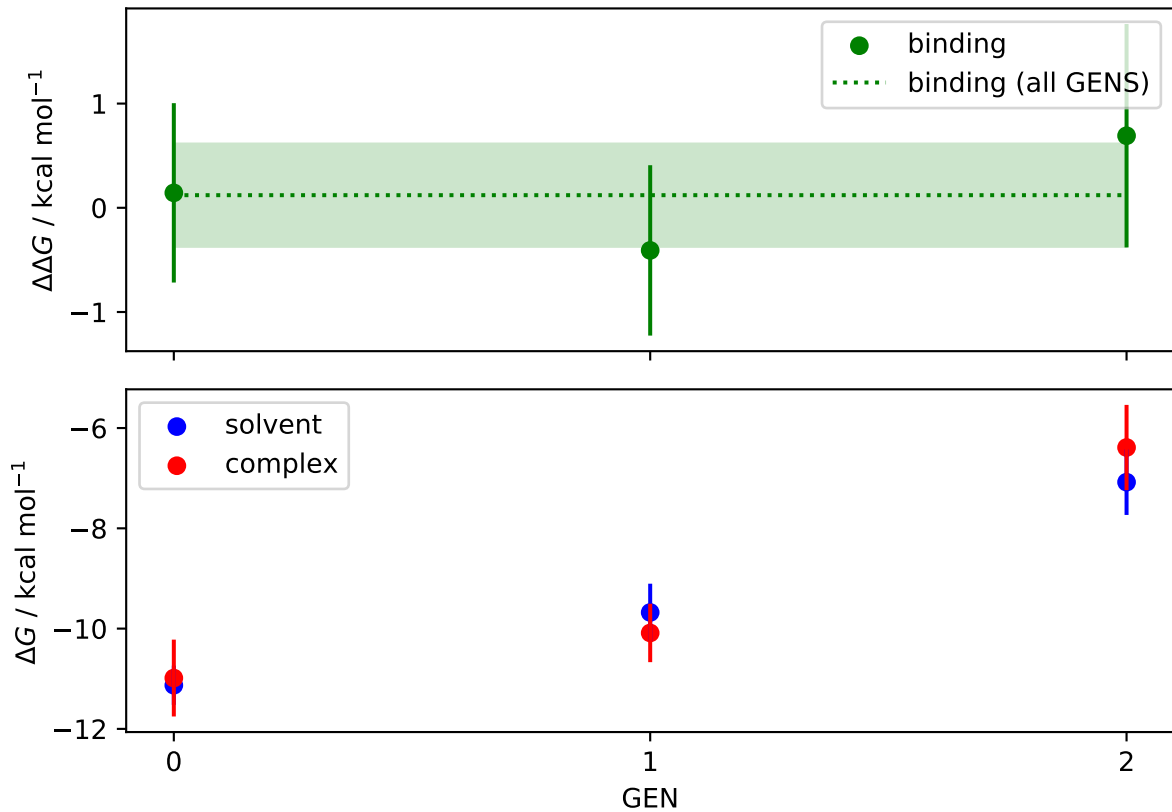 binding
binding (all GENS)
1
0
−1
ΔΔG / kcal mol⁻¹
solvent
complex
−6
−8
−10
−12
ΔG / kcal mol⁻¹
0 1 2
GEN